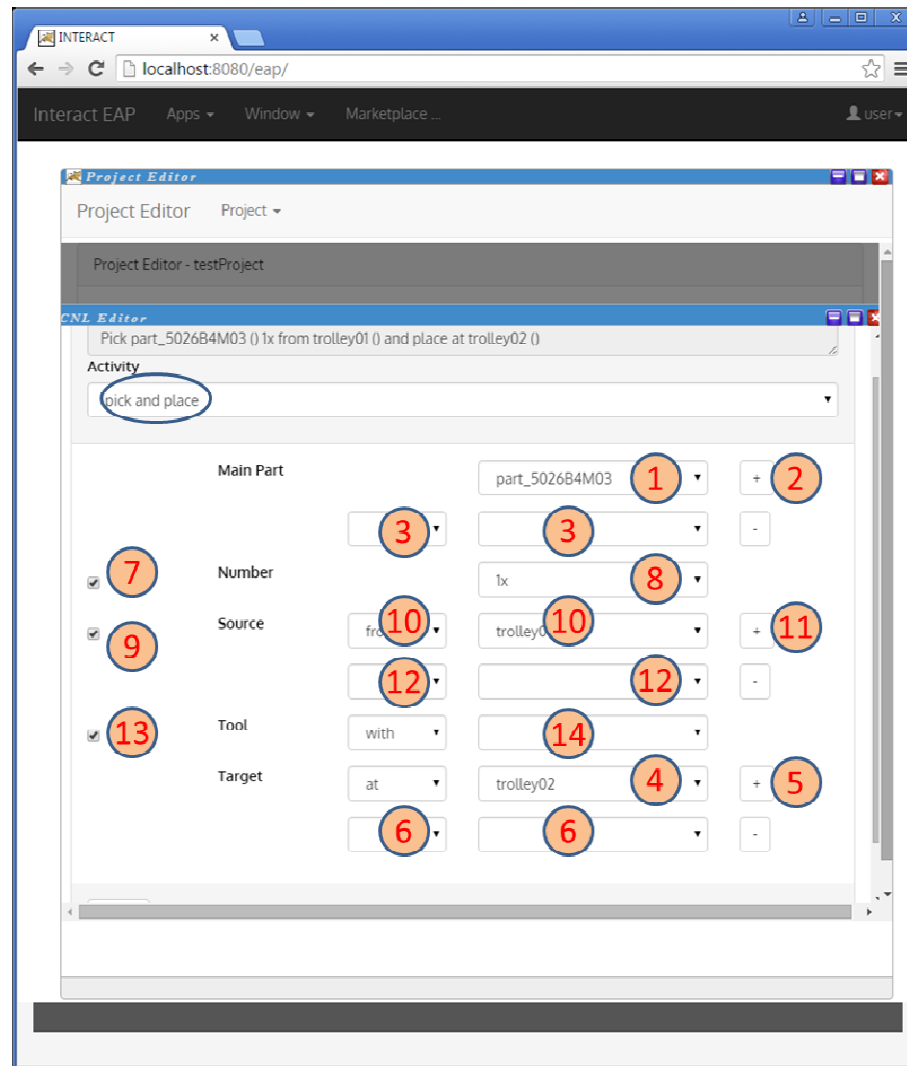 INTERACT
localhost:8080/eap/
Interact EAP Apps Window Marketplace ... user
Project Editor
Project Editor Project
Project Editor - testProject
CNL Editor
Pick part_5026B4M03 () 1x from trolley01 () and place at trolley02 ()
Activity
pick and place
Main Part part_5026B4M03 1 + 2
3 3 -
7 Number 1x 8
9 Source 10 10 + 11
12 12 -
13 Tool with 14
Target at trolley02 4 + 5
6 6 -